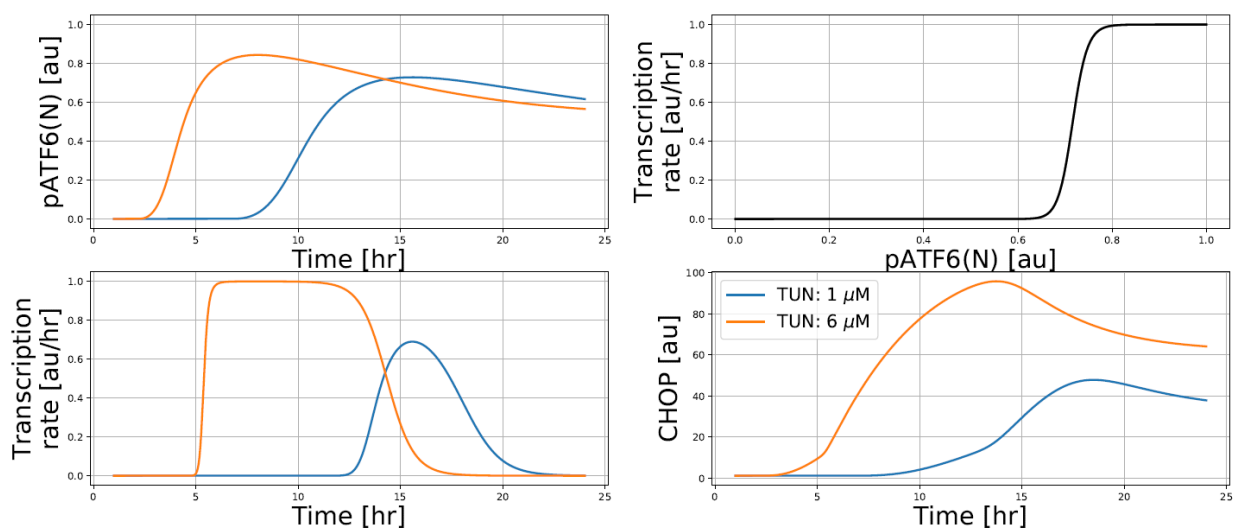 pATF6(N) [au]
1.0
0.8
0.6
0.4
0.2
0.0
0 5 10 15 20 25
Time [hr]
Transcription
rate [au/hr]
1.0
0.8
0.6
0.4
0.2
0.0
0.0 0.2 0.4 0.6 0.8 1.0
pATF6(N) [au]
Transcription
rate [au/hr]
1.0
0.8
0.6
0.4
0.2
0.0
0 5 10 15 20 25
Time [hr]
CHOP
[au]
100
80
60
40
20
0
TUN: 1 μM
TUN: 6 μM
0 5 10 15 20 25
Time [hr]